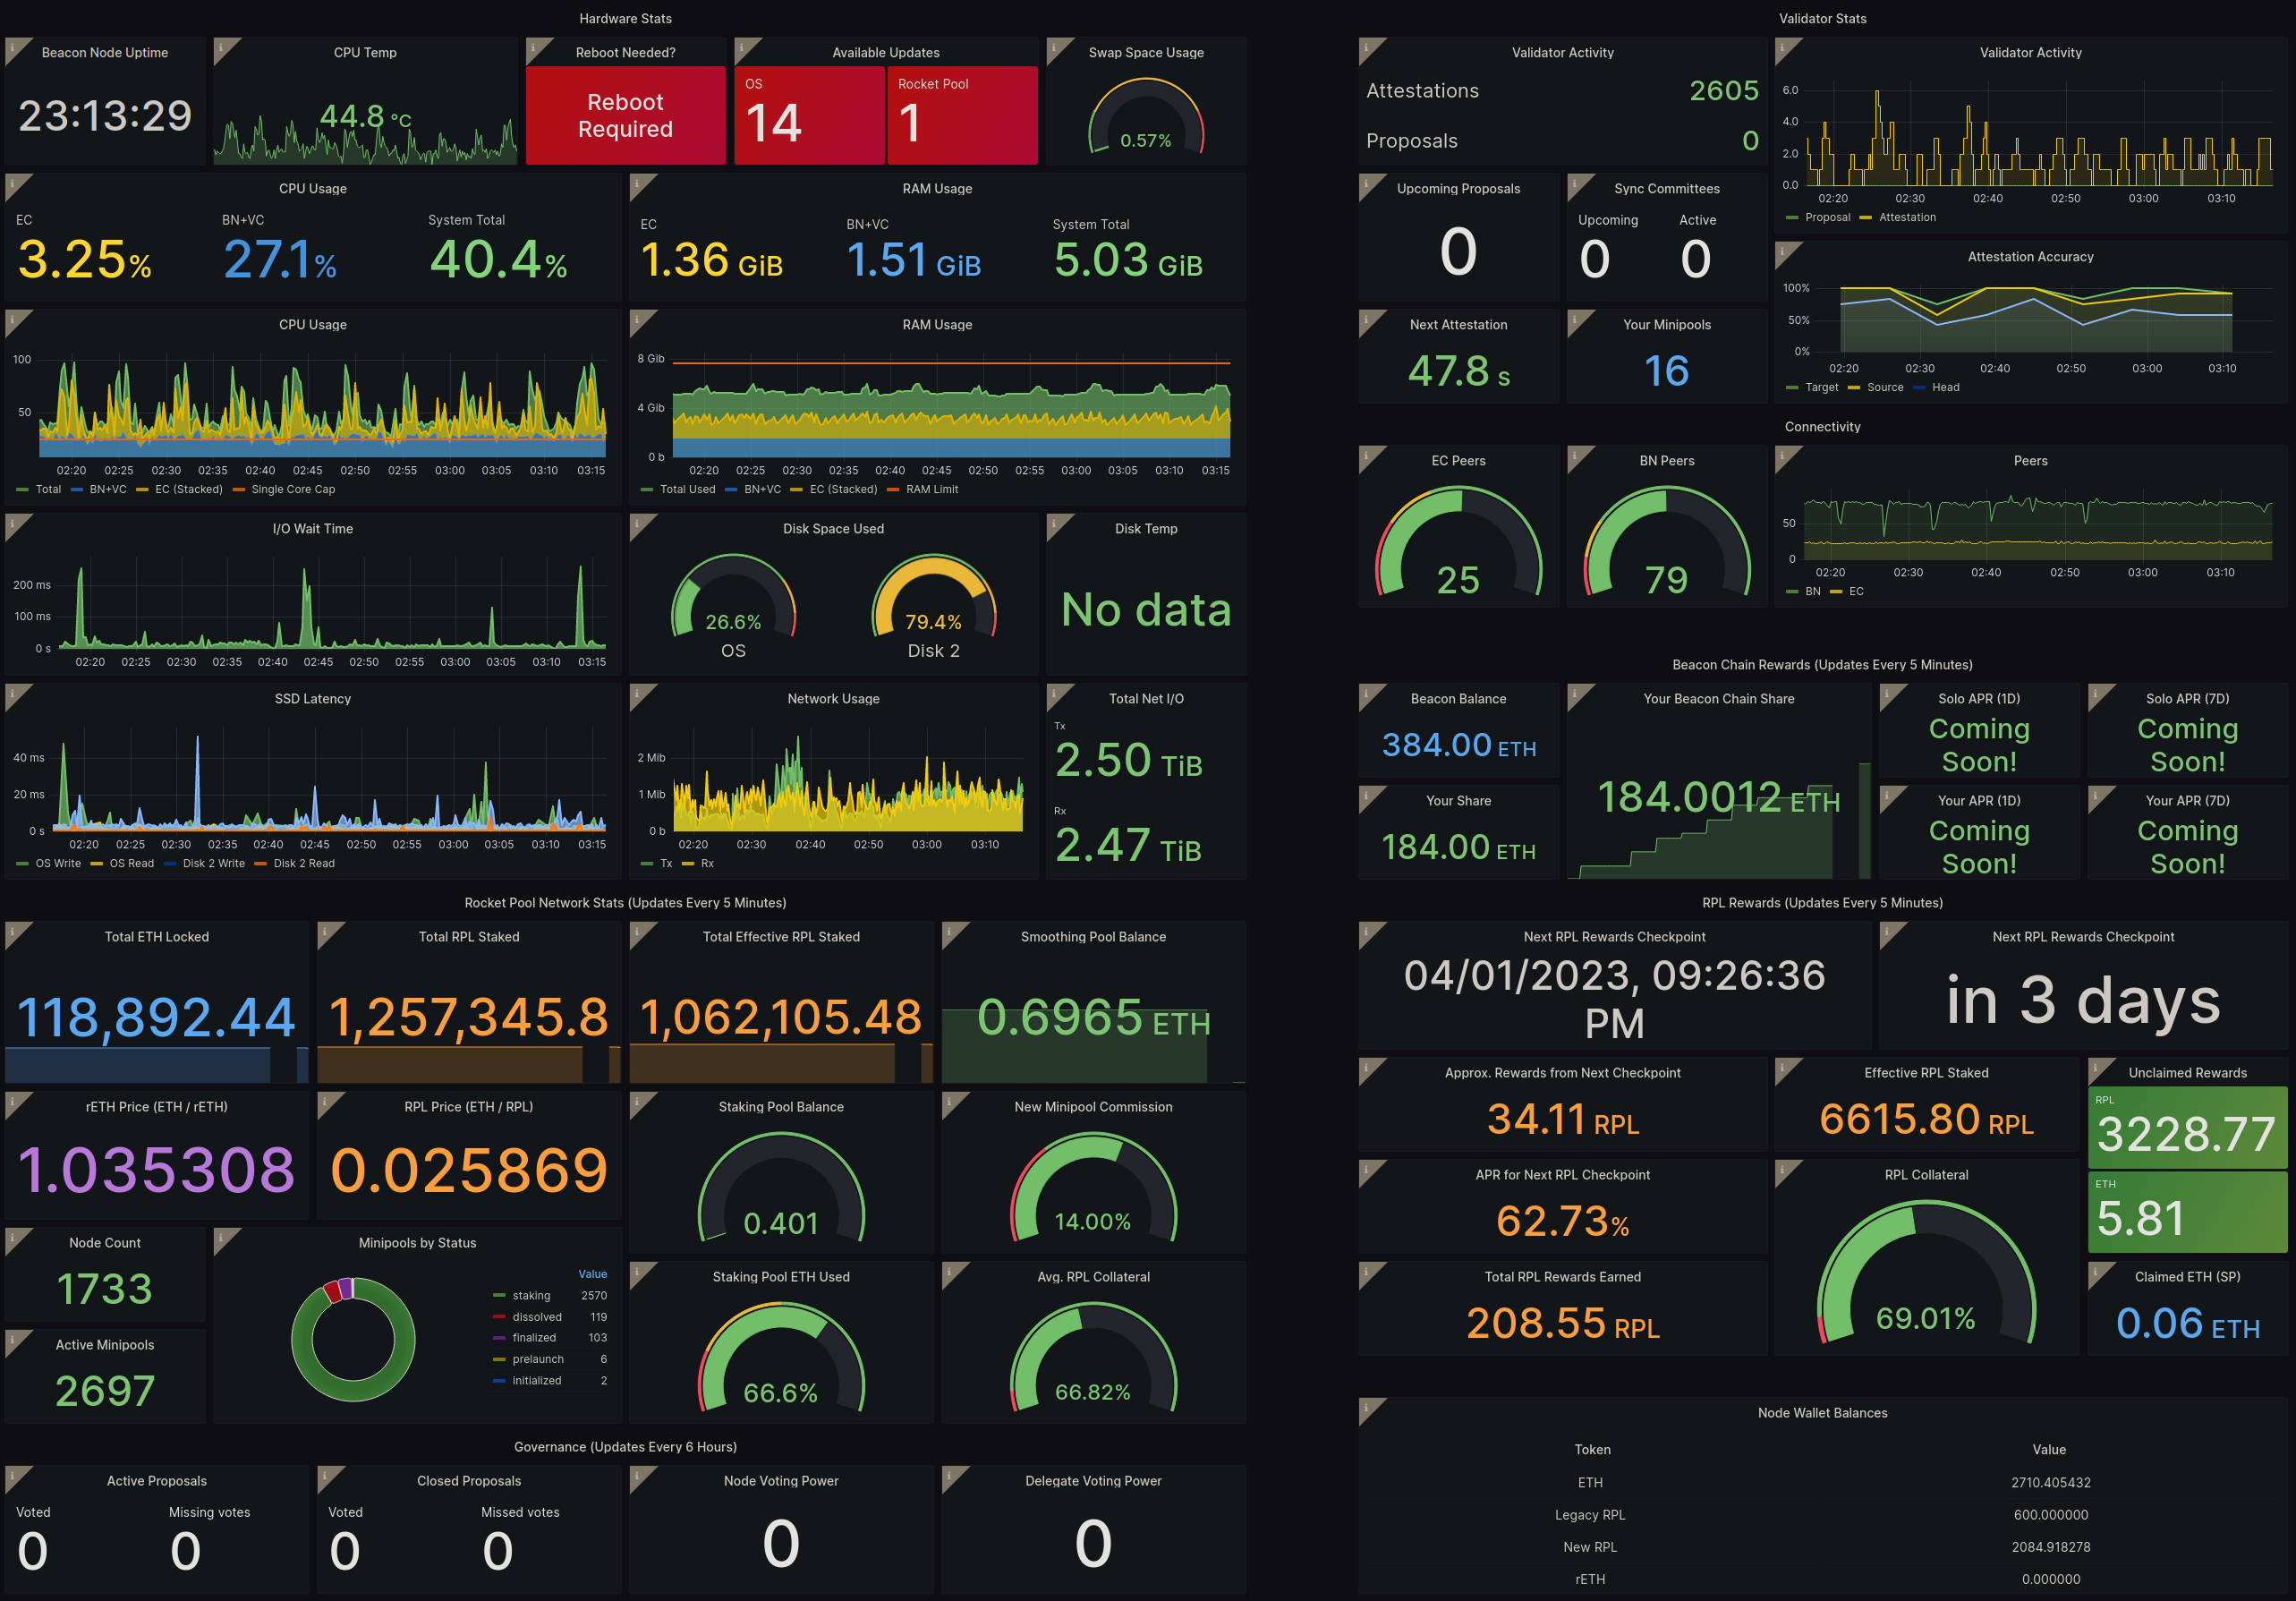 Hardware Stats
Beacon Node Uptime
23:13:29
CPU Temp
44.8 °C
Reboot Needed?
Reboot
Required
Available Updates
OS
14
Rocket Pool
1
Swap Space Usage
0.57%
CPU Usage
EC
3.25%
BN+VC
27.1%
System Total
40.4%
RAM Usage
EC
1.36 GiB
BN+VC
1.51 GiB
System Total
5.03 GiB
CPU Usage
100
50
02:20 02:25 02:30 02:35 02:40 02:45 02:50 02:55 03:00 03:05 03:10 03:15
Total BN+VC EC (Stacked) Single Core Cap
RAM Usage
8 Gib
4 Gib
0 b
02:20 02:25 02:30 02:35 02:40 02:45 02:50 02:55 03:00 03:05 03:10 03:15
Total Used BN+VC EC (Stacked) RAM Limit
I/O Wait Time
200 ms
100 ms
0 s
02:20 02:25 02:30 02:35 02:40 02:45 02:50 02:55 03:00 03:05 03:10 03:15
Disk Space Used
26.6%
OS
79.4%
Disk 2
Disk Temp
No data
SSD Latency
40 ms
20 ms
0 s
02:20 02:25 02:30 02:35 02:40 02:45 02:50 02:55 03:00 03:05 03:10 03:15
OS Write OS Read Disk 2 Write Disk 2 Read
Network Usage
2 Mib
1 Mib
0 b
02:20 02:30 02:40 02:50 03:00 03:10
Tx Rx
Total Net I/O
Tx
2.50 TiB
Rx
2.47 TiB
Rocket Pool Network Stats (Updates Every 5 Minutes)
Total ETH Locked
118,892.44
Total RPL Staked
1,257,345.8
Total Effective RPL Staked
1,062,105.48
Smoothing Pool Balance
0.6965 ETH
rETH Price (ETH / rETH)
1.035308
RPL Price (ETH / RPL)
0.025869
Staking Pool Balance
0.401
New Minipool Commission
14.00%
Node Count
1733
Active Minipools
2697
Minipools by Status
Value
staking 2570
dissolved 119
finalized 103
prelaunch 6
initialized 2
Staking Pool ETH Used
66.6%
Avg. RPL Collateral
66.82%
Governance (Updates Every 6 Hours)
Active Proposals
Voted
0
Missing votes
0
Closed Proposals
Voted
0
Missed votes
0
Node Voting Power
0
Delegate Voting Power
0
Validator Stats
Validator Activity
Attestations 2605
Proposals 0
Validator Activity
6.0
4.0
2.0
0.0
02:20 02:30 02:40 02:50 03:00 03:10
Proposal Attestation
Upcoming Proposals
0
Sync Committees
Upcoming
0
Active
0
Attestation Accuracy
100%
50%
0%
02:20 02:30 02:40 02:50 03:00 03:10
Target Source Head
Next Attestation
47.8 s
Your Minipools
16
Connectivity
EC Peers
25
BN Peers
79
Peers
50
0
02:20 02:30 02:40 02:50 03:00 03:10
BN EC
Beacon Chain Rewards (Updates Every 5 Minutes)
Beacon Balance
384.00 ETH
Your Share
184.00 ETH
Your Beacon Chain Share
184.0012 ETH
Solo APR (1D)
Coming
Soon!
Solo APR (7D)
Coming
Soon!
Your APR (1D)
Coming
Soon!
Your APR (7D)
Coming
Soon!
RPL Rewards (Updates Every 5 Minutes)
Next RPL Rewards Checkpoint
04/01/2023, 09:26:36
PM
Next RPL Rewards Checkpoint
in 3 days
Approx. Rewards from Next Checkpoint
34.11 RPL
Effective RPL Staked
6615.80 RPL
Unclaimed Rewards
RPL
3228.77
ETH
5.81
APR for Next RPL Checkpoint
62.73%
RPL Collateral
69.01%
Total RPL Rewards Earned
208.55 RPL
Claimed ETH (SP)
0.06 ETH
Node Wallet Balances
Token Value
ETH 2710.405432
Legacy RPL 600.000000
New RPL 2084.918278
rETH 0.000000